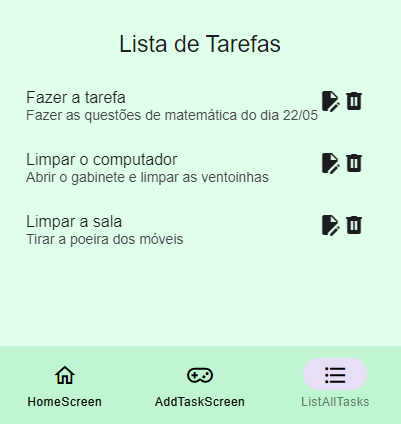 Lista de Tarefas
Fazer a tarefa
Fazer as questões de matemática do dia 22/05
Limpar o computador
Abrir o gabinete e limpar as ventoinhas
Limpar a sala
Tirar a poeira dos móveis
HomeScreen
AddTaskScreen
ListAllTasks